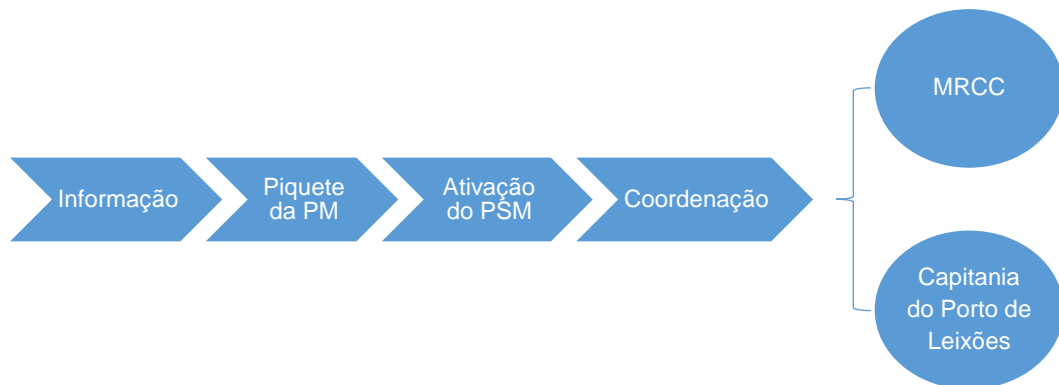 Informação
Piquete
da PM
Ativação
do PSM
Coordenação
MRCC
Capitania
do Porto de
Leixões